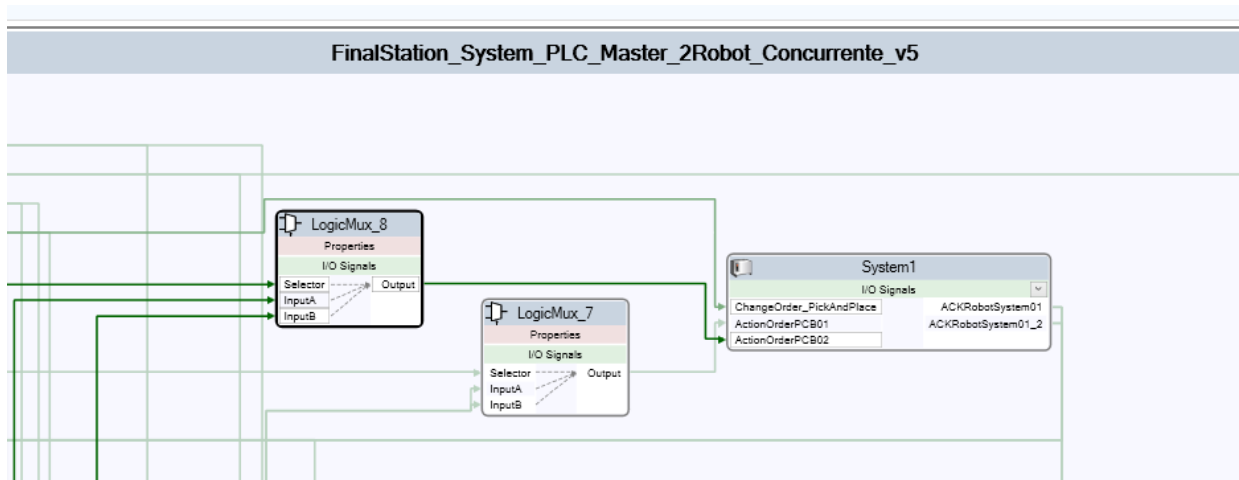 FinalStation_System_PLC_Master_2Robot_Concurrente_v5
LogicMux_8
Properties
I/O Signals
Selector
Output
InputA
InputB
LogicMux_7
Properties
I/O Signals
Selector
Output
InputA
InputB
System1
I/O Signals
ChangeOrder_PickAndPlace
ACKRobotSystem01
ActionOrderPCB01
ACKRobotSystem01_2
ActionOrderPCB02